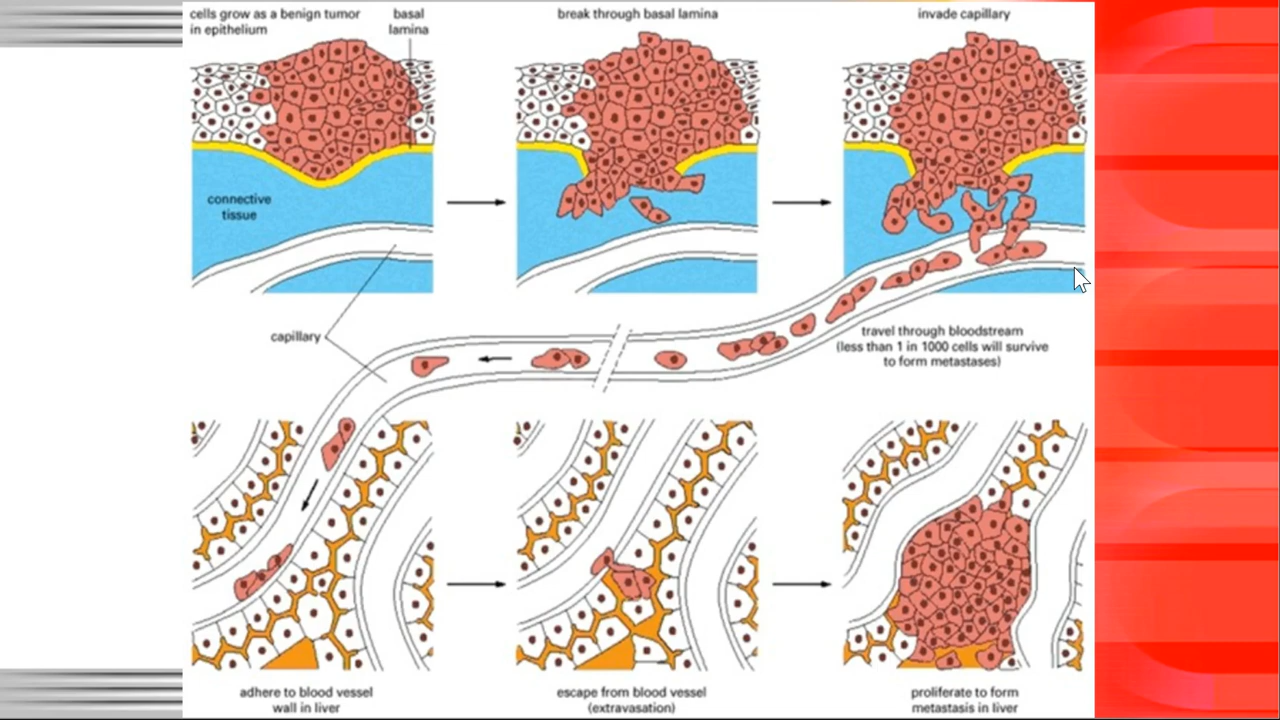 cells grow as a benign tumor
in epithelium
basal
lamina
break through basal lamina
invade capillary
connective
tissue
capillary
travel through bloodstream
(less than 1 in 1000 cells will survive
to form metastases)
adhere to blood vessel
wall in liver
escape from blood vessel
(extravasation)
proliferate to form
metastasis in liver